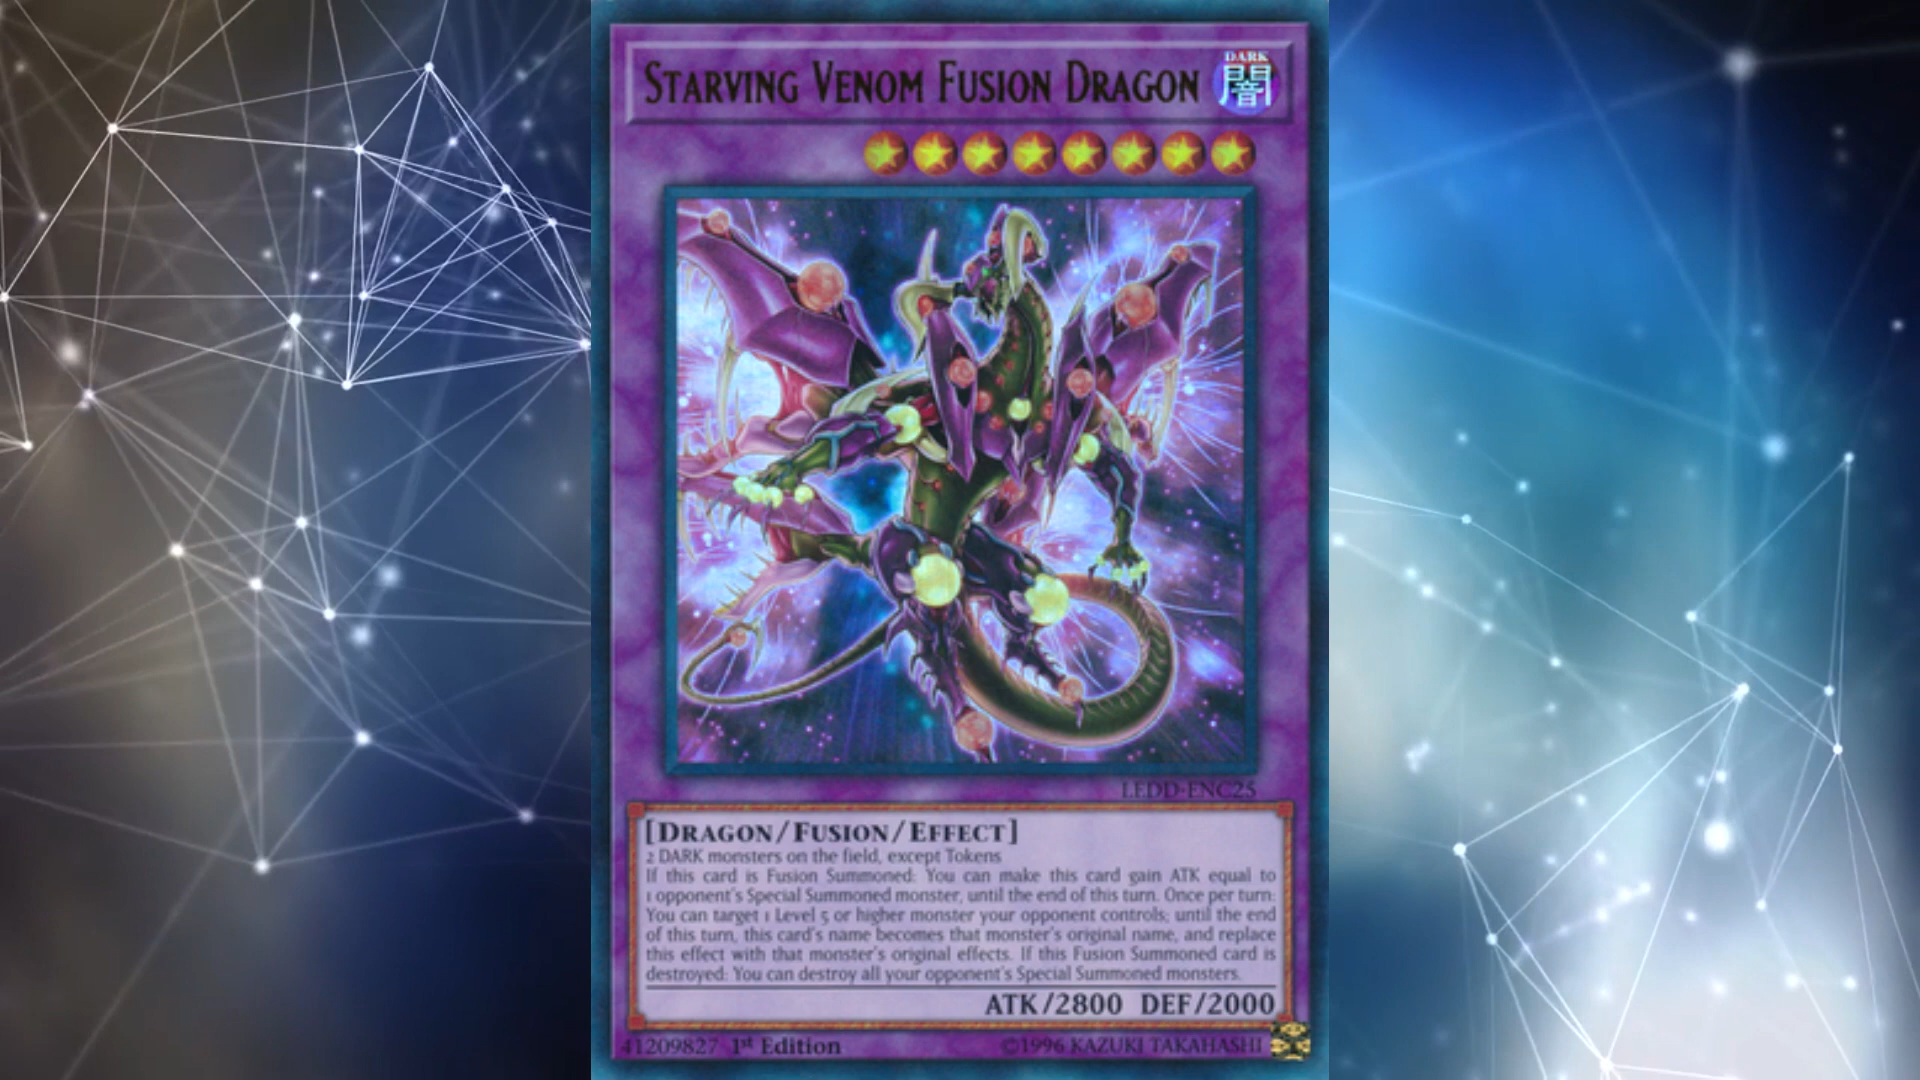 STARVING VENOM FUSION DRAGON
DARK
闇
LEDD-ENC25
[DRAGON/FUSION/EFFECT]
2 DARK monsters on the field, except Tokens
If this card is Fusion Summoned: You can make this card gain ATK equal to
1 opponent's Special Summoned monster, until the end of this turn. Once per turn:
You can target 1 Level 5 or higher monster your opponent controls; until the end
of this turn, this card's name becomes that monster's original name, and replace
this effect with that monster's original effects. If this Fusion Summoned card is
destroyed: You can destroy all your opponent's Special Summoned monsters.
ATK/2800 DEF/2000
41209827 1st Edition ©1996 KAZUKI TAKAHASHI